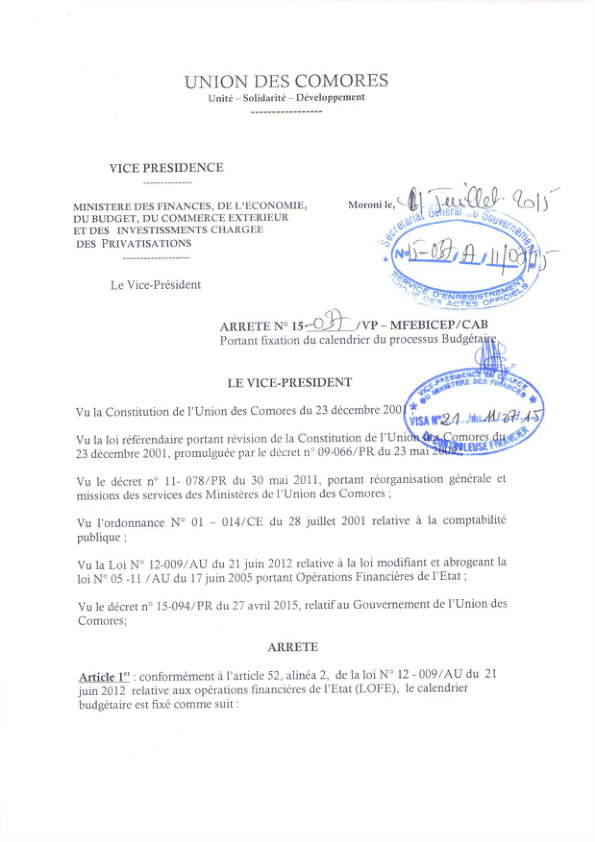 UNION DES COMORES
Unité – Solidarité – Développement
VICE PRESIDENCE
MINISTERE DES FINANCES, DE L'ECONOMIE,
DU BUDGET, DU COMMERCE EXTERIEUR
ET DES INVESTISSMENTS CHARGEE
DES PRIVATISATIONS
Moroni le, 11 Juillet 2015
Secretariat General du Gouvernement
N° 15-037/A/11/07/15
SERVICE D'ENREGISTREMENT
DES ACTES OFFICIELS
Le Vice-Président
ARRETE N° 15-037/VP – MFEBICEP/CAB
Portant fixation du calendrier du processus Budgétaire
LE VICE-PRESIDENT
VICE-PRESIDENCE EN CHARGE
DU MINISTERE DES FINANCES
VISA N° 21 /du 11.07.15
CONTROLEUSE FINANCIER
Vu la Constitution de l'Union des Comores du 23 décembre 2001 ;
Vu la loi référendaire portant révision de la Constitution de l'Union des Comores du
23 décembre 2001, promulguée par le décret n° 09-066/PR du 23 mai 2009
Vu le décret n° 11- 078/PR du 30 mai 2011, portant réorganisation générale et
missions des services des Ministères de l'Union des Comores ;
Vu l'ordonnance N° 01 – 014/CE du 28 juillet 2001 relative à la comptabilité
publique ;
Vu la Loi N° 12-009/AU du 21 juin 2012 relative à la loi modifiant et abrogeant la
loi N° 05 -11 /AU du 17 juin 2005 portant Opérations Financières de l'Etat ;
Vu le décret n° 15-094/PR du 27 avril 2015, relatif au Gouvernement de l'Union des
Comores;
ARRETE
Article 1er : conformément à l'article 52, alinéa 2, de la loi N° 12 - 009/AU du 21
juin 2012 relative aux opérations financières de l'Etat (LOFE), le calendrier
budgétaire est fixé comme suit :